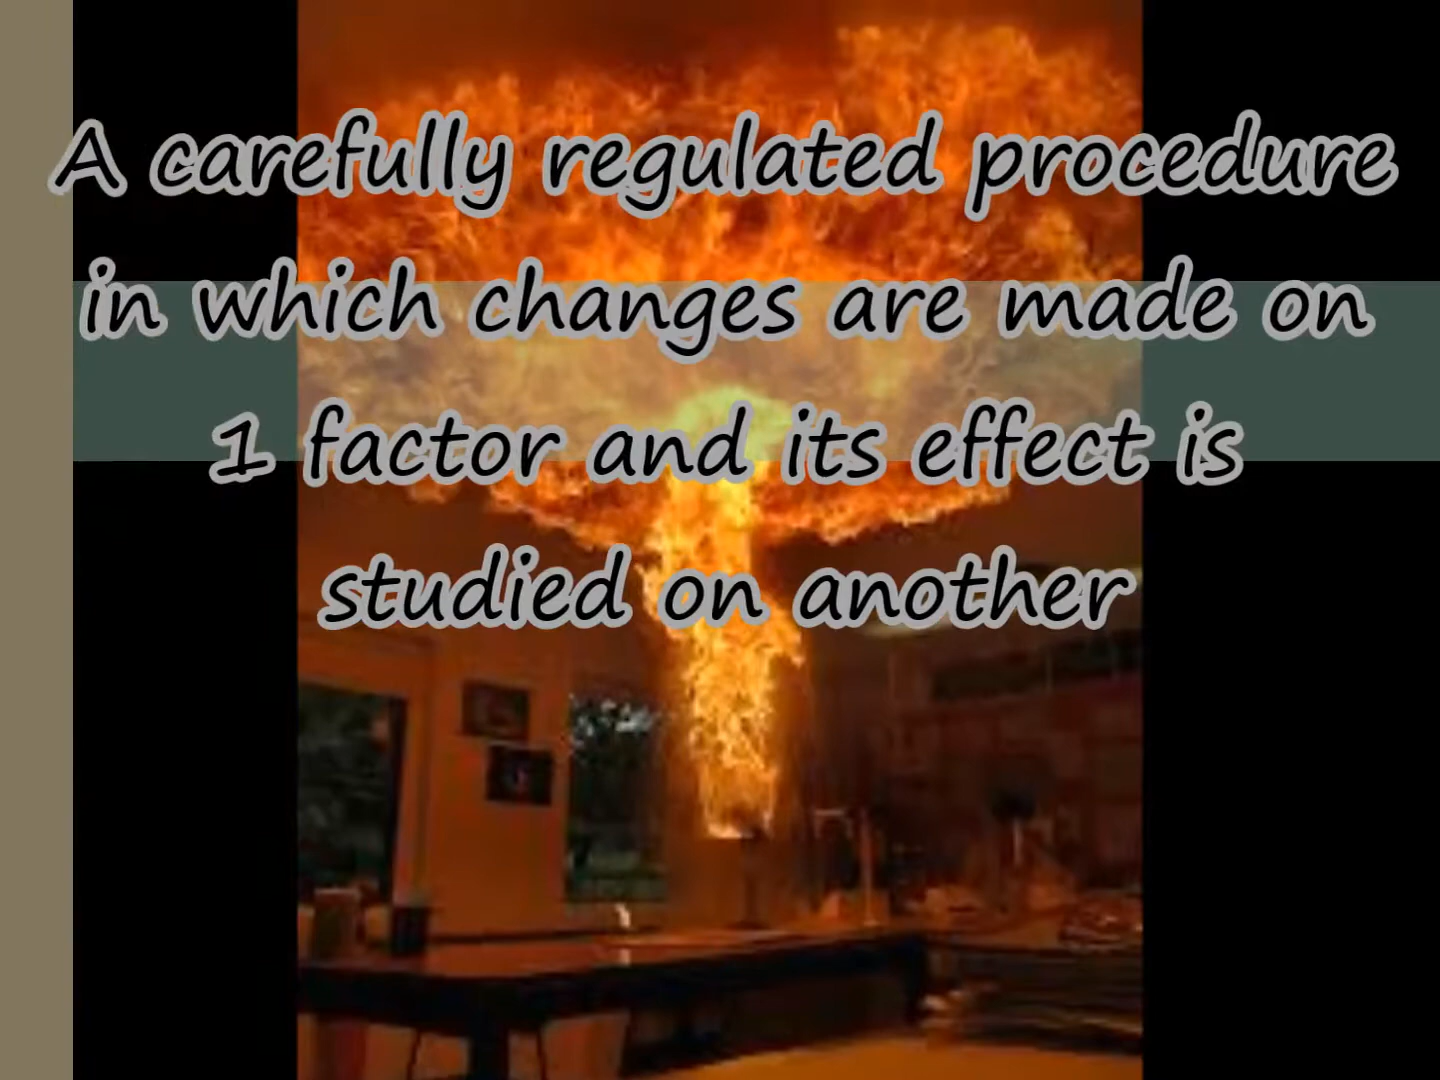 A carefully regulated procedure
in which changes are made on
1 factor and its effect is
studied on another